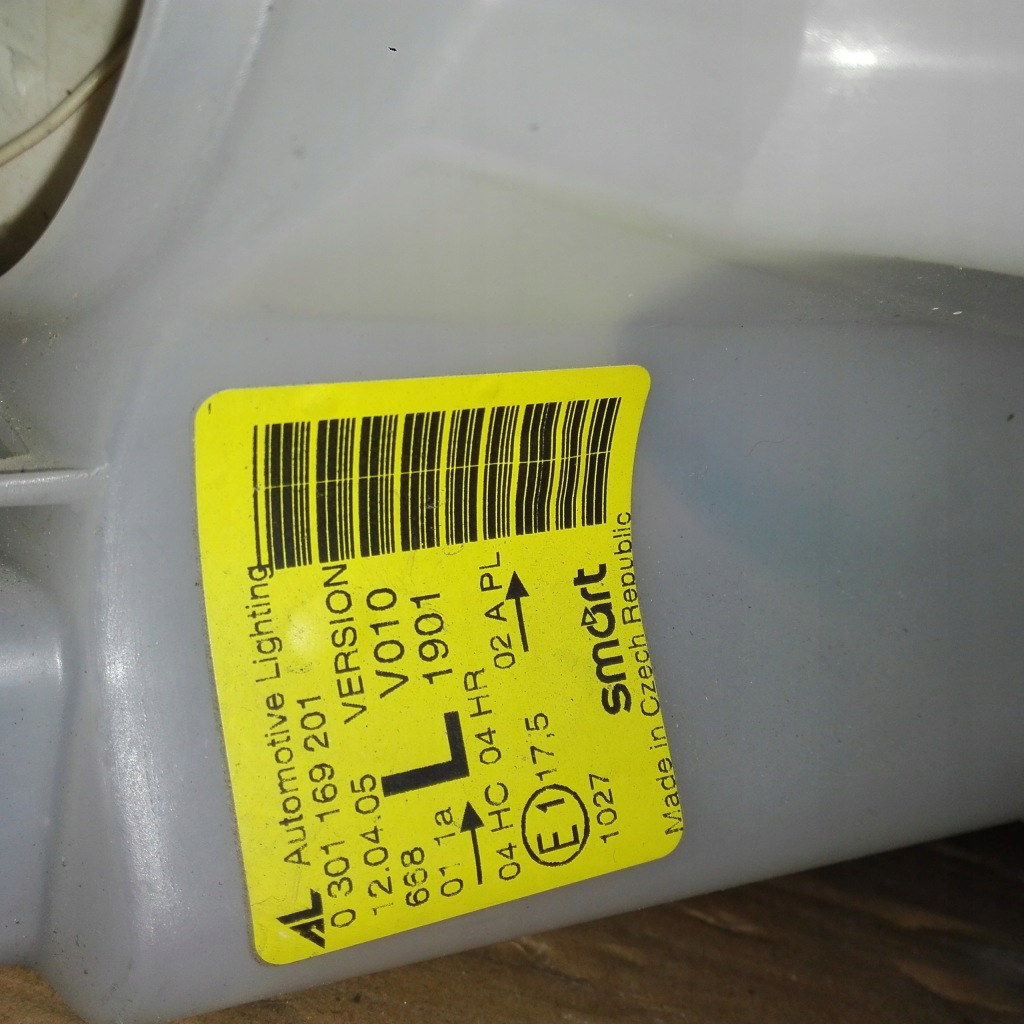 AL Automotive Lighting
0 301 169 201
12.04.05 VERSION
668 L V010
1901
01 1a
04 HC 04 HR 02 A PL
E1 17,5
1027 smart
Made in Czech Republic